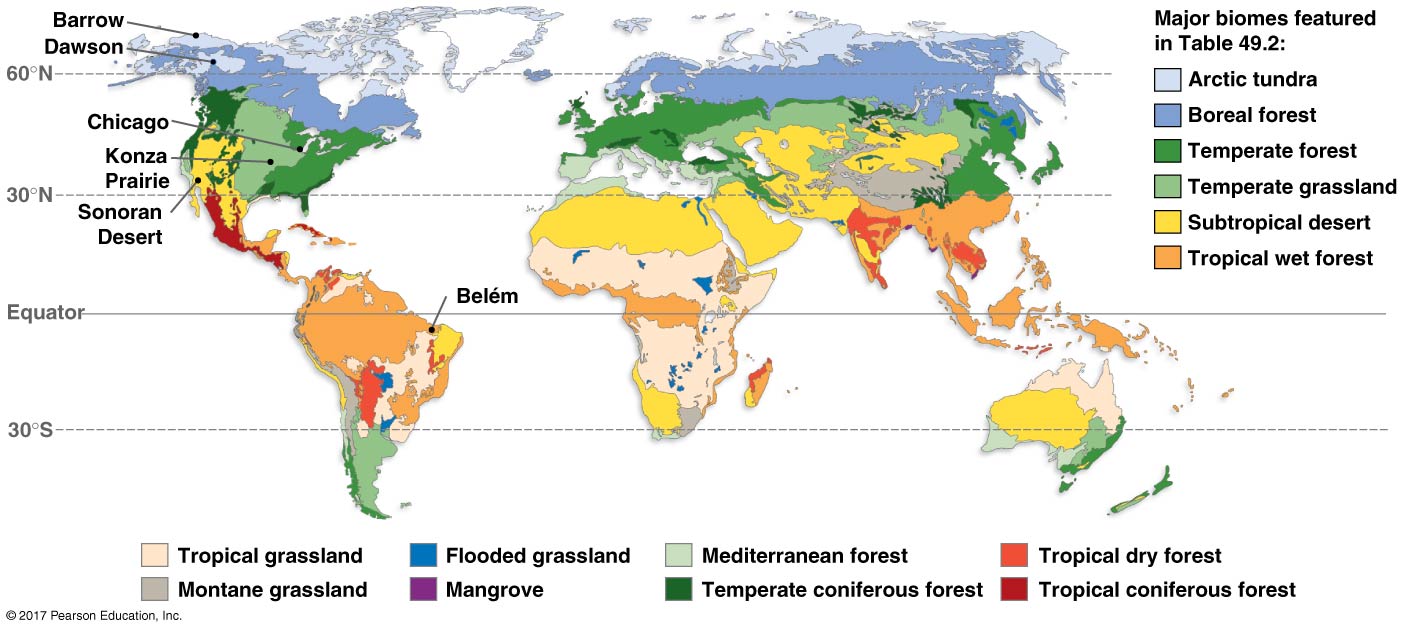 Barrow
Dawson
60°N
Chicago
Konza
Prairie
30°N
Sonoran
Desert
Belém
Equator
30°S
Major biomes featured
in Table 49.2:
Arctic tundra
Boreal forest
Temperate forest
Temperate grassland
Subtropical desert
Tropical wet forest
Tropical grassland
Flooded grassland
Mediterranean forest
Tropical dry forest
Montane grassland
Mangrove
Temperate coniferous forest
Tropical coniferous forest
© 2017 Pearson Education, Inc.